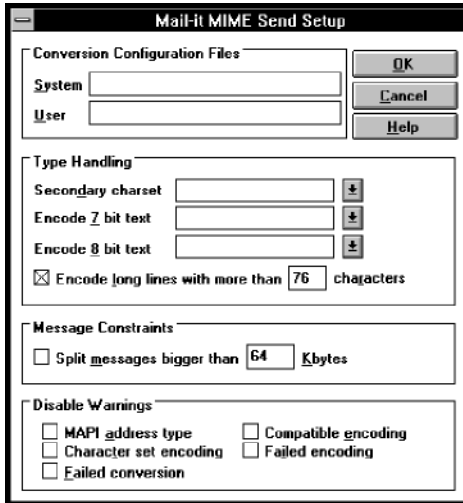 Mail-it MIME Send Setup
Conversion Configuration Files
System
User
OK
Cancel
Help
Type Handling
Secondary charset
Encode 7 bit text
Encode 8 bit text
Encode long lines with more than 76 characters
Message Constraints
Split messages bigger than 64 Kbytes
Disable Warnings
MAPI address type Compatible encoding
Character set encoding Failed encoding
Failed conversion